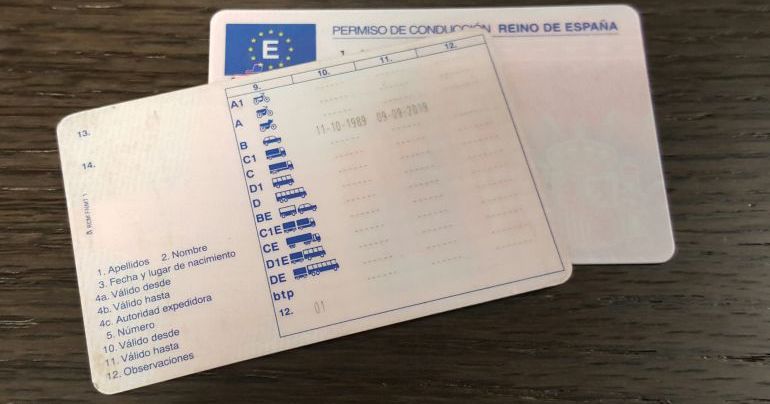 E PERMISO DE CONDUCCIÓN REINO DE ESPAÑA
9. 10. 11. 12.
A1
A
B 11-10-1989 09-09-2019
C1
C
D1
D
BE
C1E
CE
D1E
DE
btp
12. 01
13.
14.
1. Apellidos 2. Nombre
3. Fecha y lugar de nacimiento
4a. Válido desde
4b. Válido hasta
4c. Autoridad expedidora
5. Número
10. Válido desde
11. Válido hasta
12. Observaciones